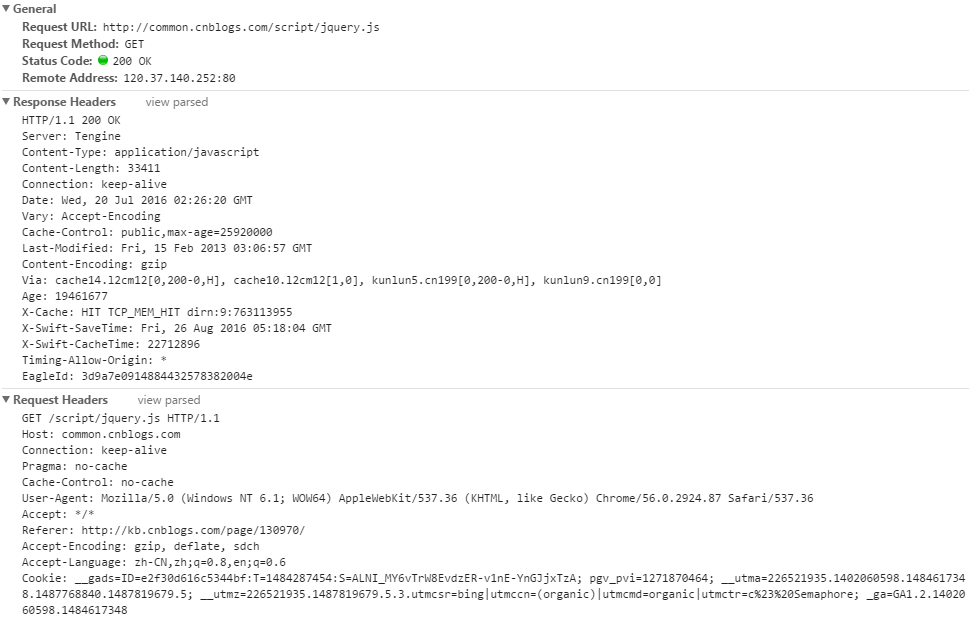 General
Request URL: http://common.cnblogs.com/script/jquery.js
Request Method: GET
Status Code: 200 OK
Remote Address: 120.37.140.252:80
Response Headers view parsed
HTTP/1.1 200 OK
Server: Tengine
Content-Type: application/javascript
Content-Length: 33411
Connection: keep-alive
Date: Wed, 20 Jul 2016 02:26:20 GMT
Vary: Accept-Encoding
Cache-Control: public,max-age=25920000
Last-Modified: Fri, 15 Feb 2013 03:06:57 GMT
Content-Encoding: gzip
Via: cache14.l2cm12[0,200-0,H], cache10.l2cm12[1,0], kunlun5.cn199[0,200-0,H], kunlun9.cn199[0,0]
Age: 19461677
X-Cache: HIT TCP_MEM_HIT dirn:9:763113955
X-Swift-SaveTime: Fri, 26 Aug 2016 05:18:04 GMT
X-Swift-CacheTime: 22712896
Timing-Allow-Origin: *
EagleId: 3d9a7e0914884432578382004e
Request Headers view parsed
GET /script/jquery.js HTTP/1.1
Host: common.cnblogs.com
Connection: keep-alive
Pragma: no-cache
Cache-Control: no-cache
User-Agent: Mozilla/5.0 (Windows NT 6.1; WOW64) AppleWebKit/537.36 (KHTML, like Gecko) Chrome/56.0.2924.87 Safari/537.36
Accept: */*
Referer: http://kb.cnblogs.com/page/130970/
Accept-Encoding: gzip, deflate, sdch
Accept-Language: zh-CN,zh;q=0.8,en;q=0.6
Cookie: __gads=ID=e2f30d616c5344bf:T=1484287454:S=ALNI_MY6vTrW8EvdzER-v1nE-YnGJjxTzA; pgv_pvi=1271870464; __utma=226521935.1402060598.148461734
8.1487768840.1487819679.5; __utmz=226521935.1487819679.5.3.utmcsr=bing|utmccn=(organic)|utmcmd=organic|utmctr=c%23%20Semaphore; _ga=GA1.2.14020
60598.1484617348